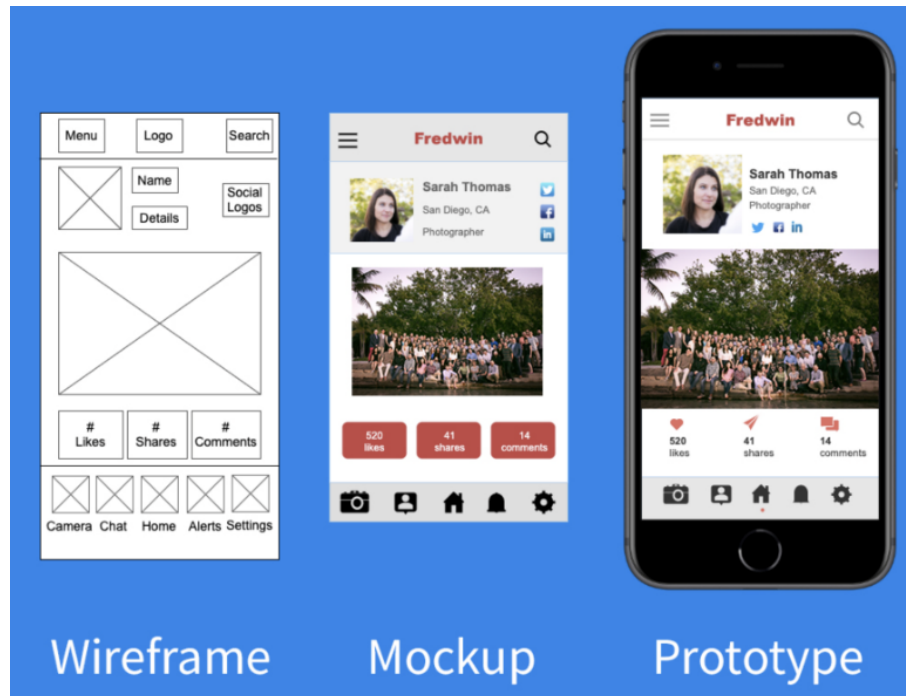 Menu
Logo
Search
Name
Details
Social
Logos
#
Likes
#
Shares
#
Comments
Camera
Chat
Home
Alerts
Settings
Wireframe
Fredwin
Sarah Thomas
San Diego, CA
Photographer
f
in
520
likes
41
shares
14
comments
Mockup
Fredwin
Sarah Thomas
San Diego, CA
Photographer
f
in
520
likes
41
shares
14
comments
Prototype